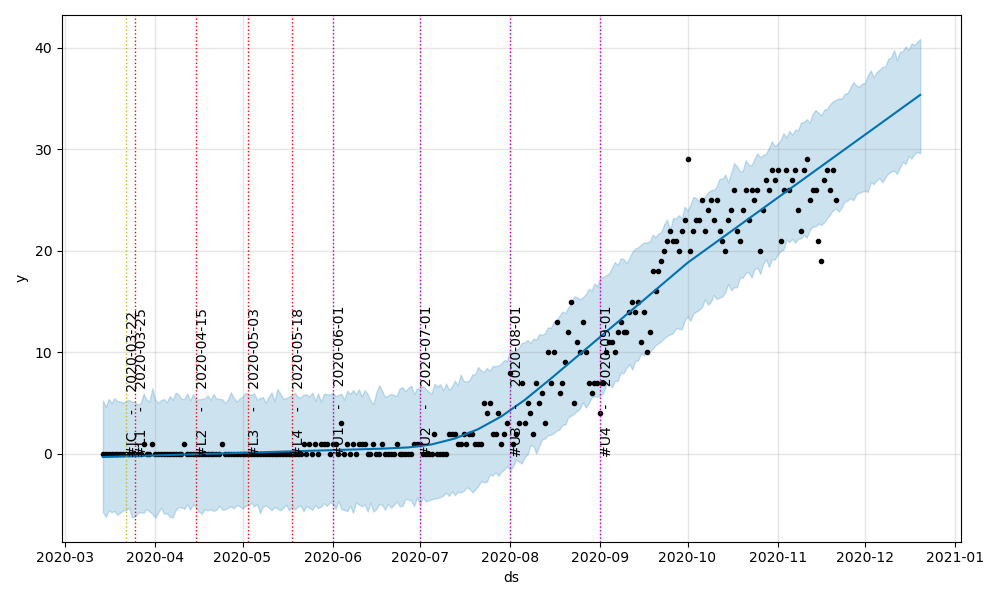 40
30
20
10
0
y
#JC - 2020-03-22
#L1 - 2020-03-25
#L2 - 2020-04-15
#L3 - 2020-05-03
#L4 - 2020-05-18
#U1 - 2020-06-01
#U2 - 2020-07-01
#U3 - 2020-08-01
#U4 - 2020-09-01
2020-03
2020-04
2020-05
2020-06
2020-07
2020-08
2020-09
2020-10
2020-11
2020-12
2021-01
ds